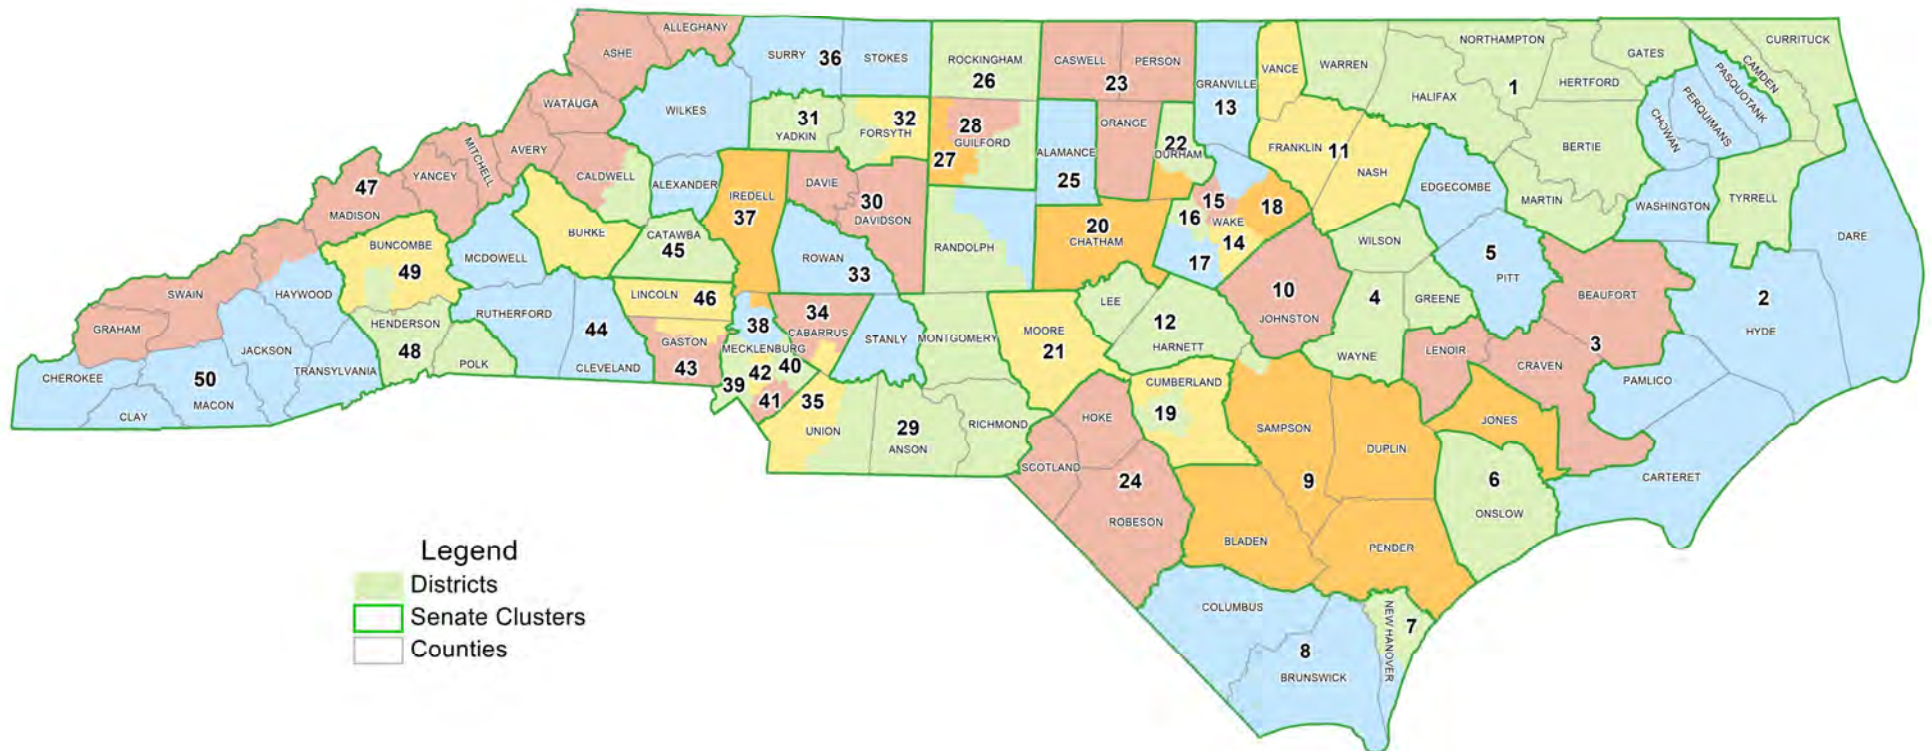 ALLEGHANY
ASHE
SURRY
36
STOKES
ROCKINGHAM
26
CASWELL
PERSON
23
GRANVILLE
13
VANCE
WARREN
NORTHAMPTON
HALIFAX
1
HERTFORD
GATES
CURRITUCK
CAMDEN
PASQUOTANK
PERQUIMANS
CHOWAN
WATAUGA
WILKES
31
YADKIN
32
FORSYTH
28
GUILFORD
27
ALAMANCE
25
ORANGE
22
DURHAM
FRANKLIN
11
NASH
EDGECOMBE
BERTIE
MARTIN
WASHINGTON
TYRRELL
DARE
MITCHELL
AVERY
47
YANCEY
MADISON
CALDWELL
ALEXANDER
IREDELL
37
DAVIE
30
DAVIDSON
RANDOLPH
20
CHATHAM
15
16
WAKE
18
14
17
WILSON
5
PITT
BUNCOMBE
49
MCDOWELL
BURKE
CATAWBA
45
ROWAN
33
LEE
12
HARNETT
10
JOHNSTON
4
GREENE
WAYNE
BEAUFORT
3
2
HYDE
SWAIN
HAYWOOD
GRAHAM
HENDERSON
48
POLK
RUTHERFORD
44
CLEVELAND
LINCOLN
46
GASTON
43
38
MECKLENBURG
39
42
40
41
34
CABARRUS
STANLY
MONTGOMERY
MOORE
21
LENOIR
CRAVEN
PAMLICO
JACKSON
TRANSYLVANIA
CHEROKEE
50
CLAY
MACON
35
UNION
29
ANSON
RICHMOND
HOKE
CUMBERLAND
19
SAMPSON
DUPLIN
JONES
CARTERET
SCOTLAND
24
ROBESON
9
6
ONSLOW
BLADEN
PENDER
COLUMBUS
8
BRUNSWICK
NEW HANOVER
7
Legend
Districts
Senate Clusters
Counties